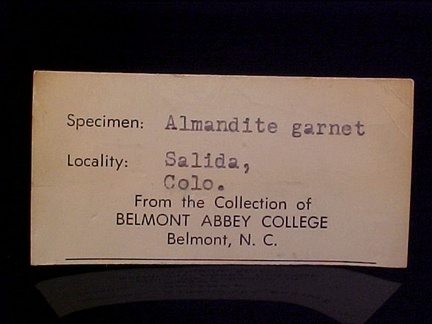 Specimen: Almandite garnet
Locality: Salida,
Colo.
From the Collection of
BELMONT ABBEY COLLEGE
Belmont, N. C.